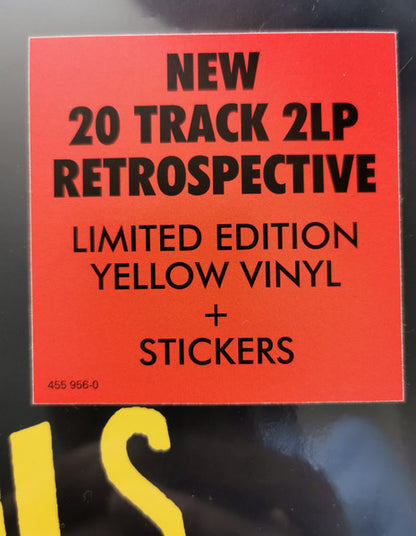 NEW
20 TRACK 2LP
RETROSPECTIVE
LIMITED EDITION
YELLOW VINYL
+
STICKERS
455 956-0